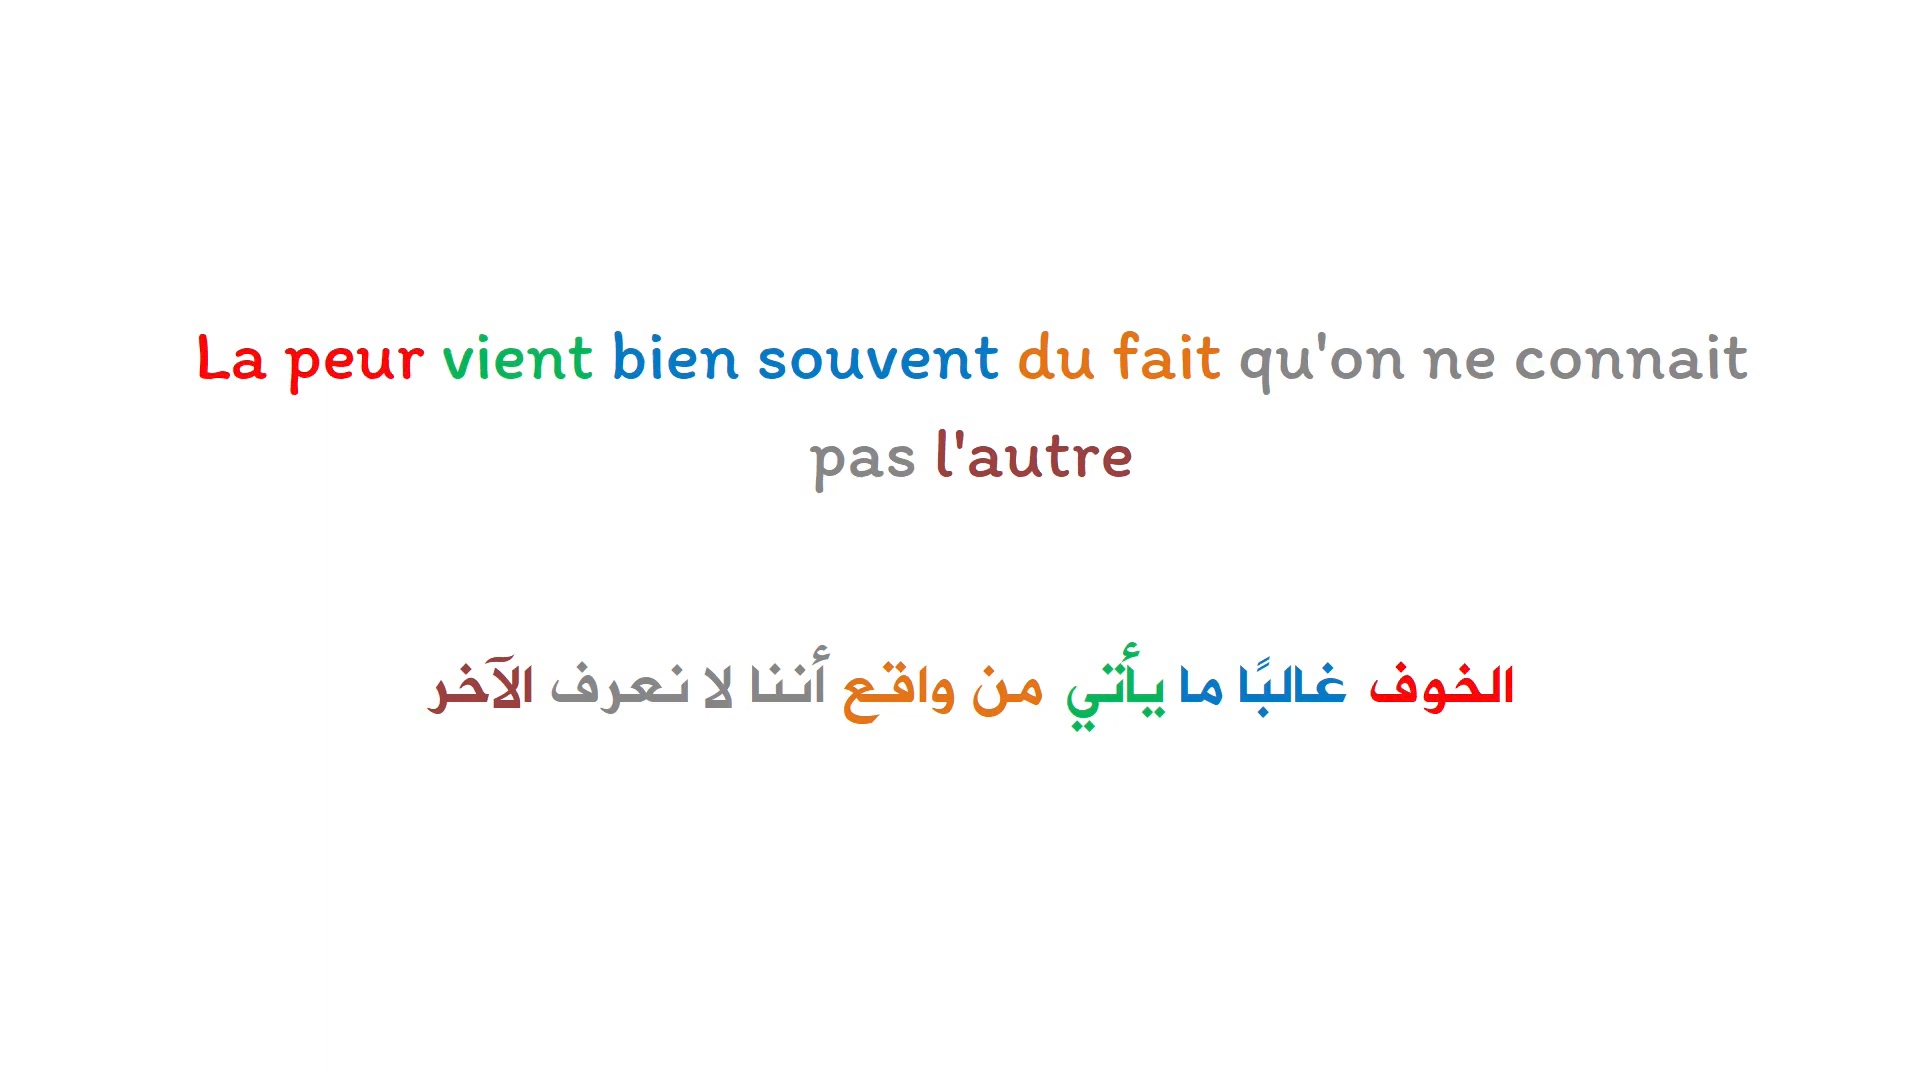 La peur vient bien souvent du fait qu'on ne connait
pas l'autre
الخوف غالبًا ما يأتي من واقع أننا لا نعرف الآخر